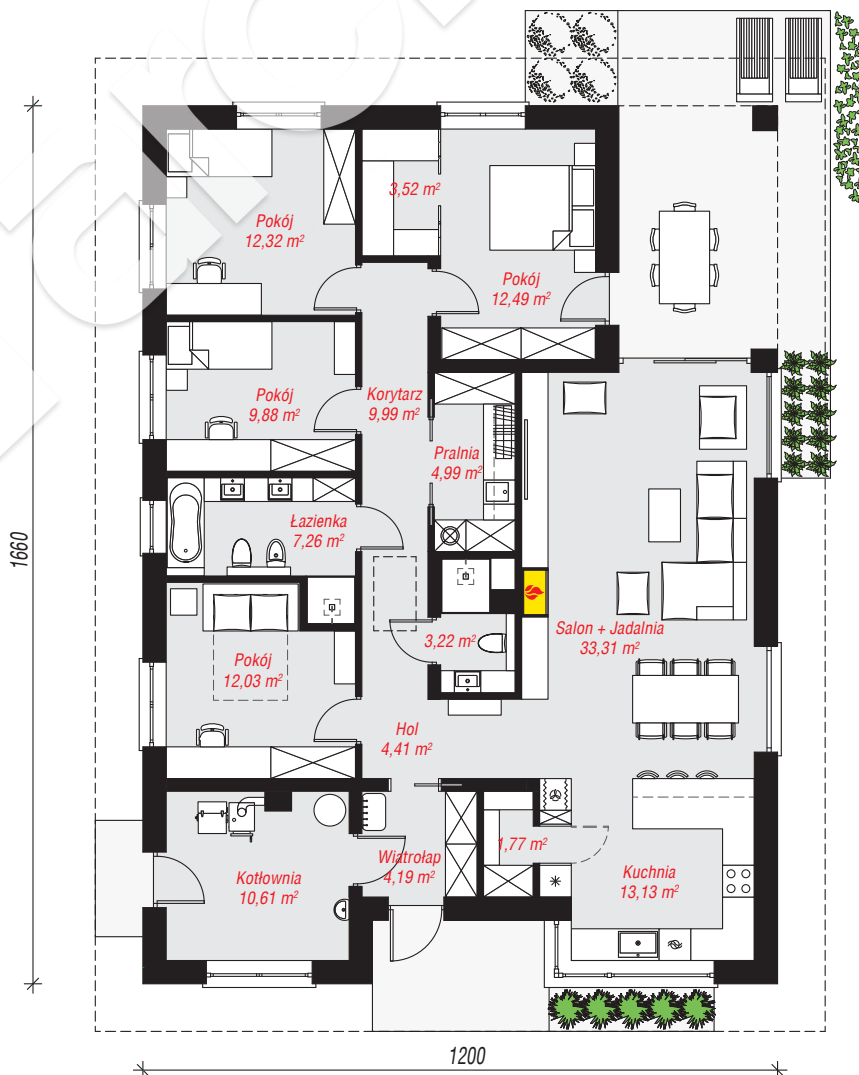 Pokój
12,32 m²
3,52 m²
Pokój
12,49 m²
Pokój
9,88 m²
Korytarz
9,99 m²
Pralnia
4,99 m²
Łazienka
7,26 m²
1660
3,22 m²
Salon + Jadalnia
33,31 m²
Pokój
12,03 m²
Hol
4,41 m²
1,77 m²
Wiatrołap
4,19 m²
Kotłownia
10,61 m²
Kuchnia
13,13 m²
1200